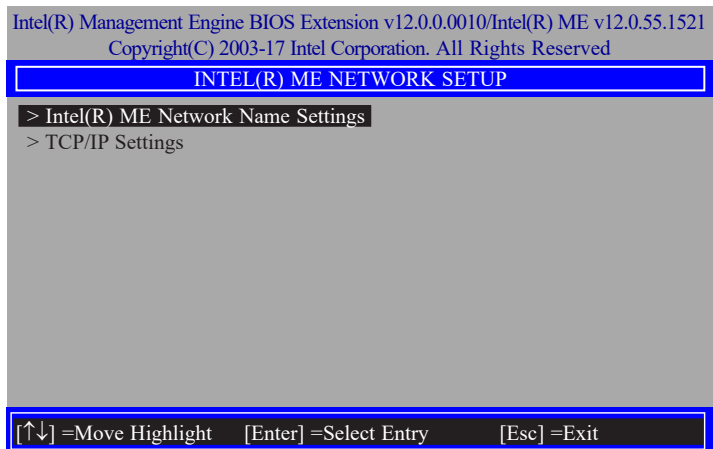 Intel(R) Management Engine BIOS Extension v12.0.0.0010/Intel(R) ME v12.0.55.1521
Copyright(C) 2003-17 Intel Corporation. All Rights Reserved
INTEL(R) ME NETWORK SETUP
> Intel(R) ME Network Name Settings
> TCP/IP Settings
[↑↓] =Move Highlight [Enter] =Select Entry [Esc] =Exit